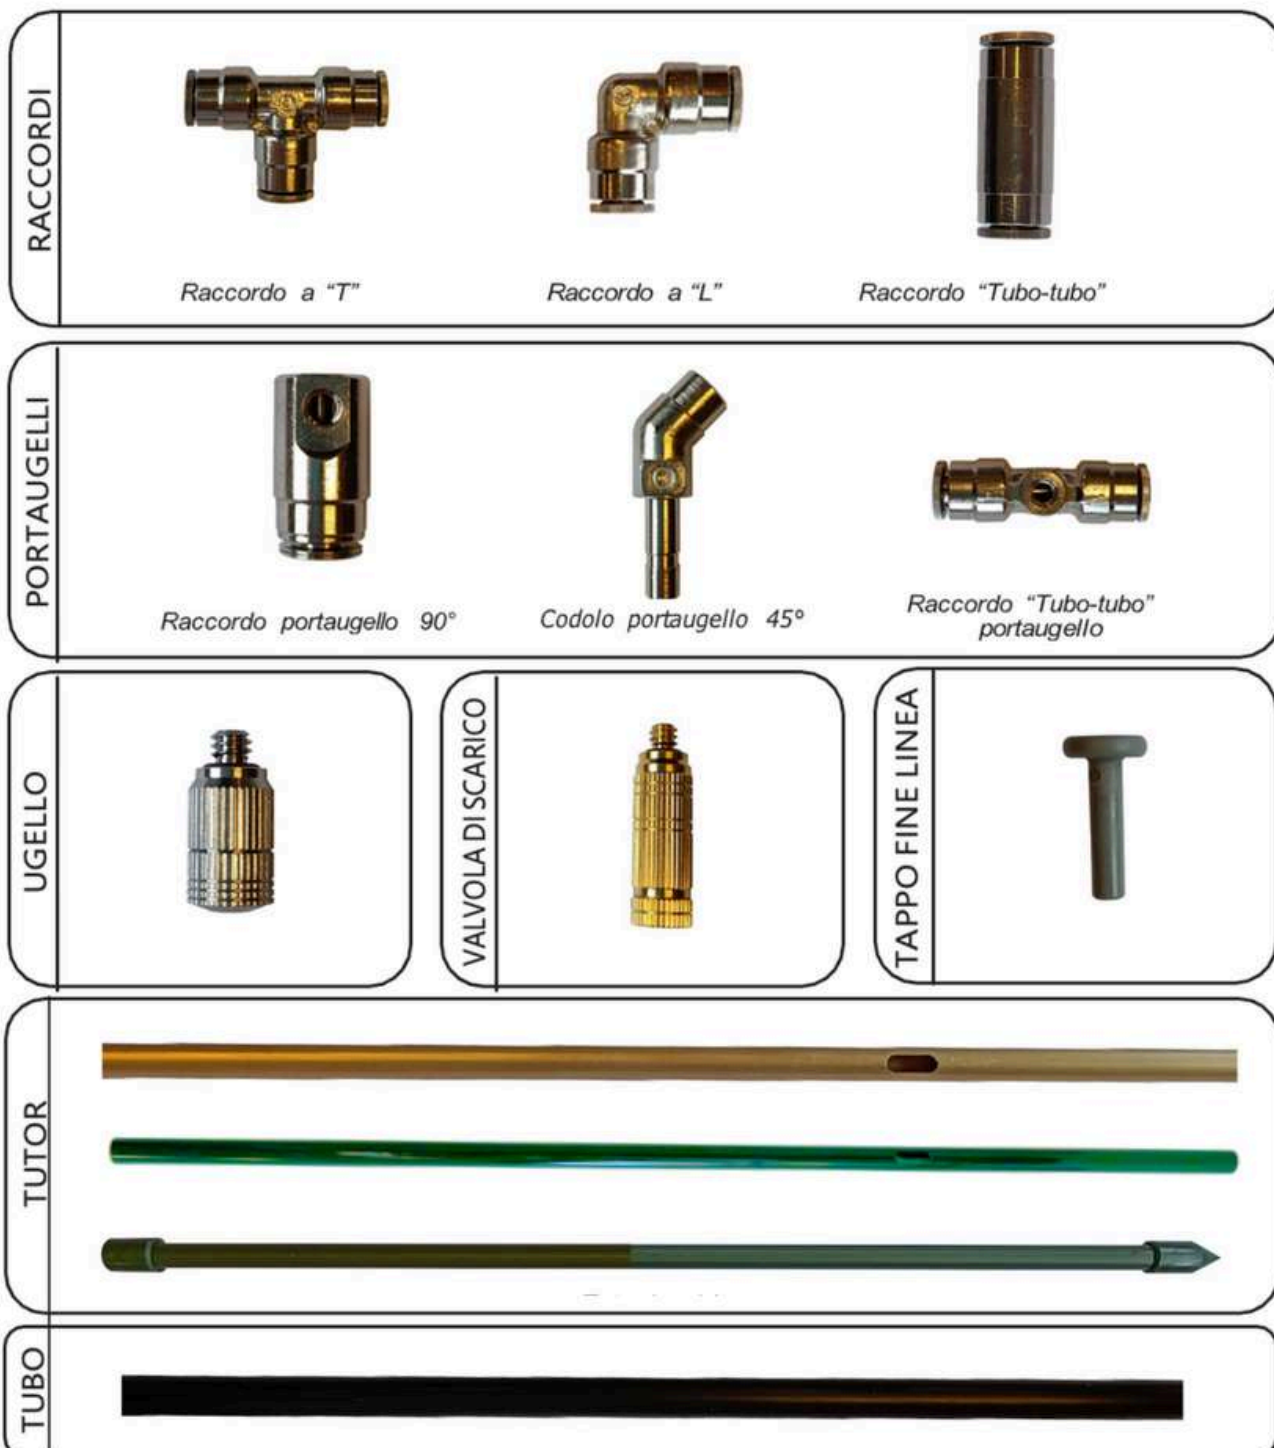 RACCORDI
Raccordo a “T”
Raccordo a “L”
Raccordo “Tubo-tubo”
PORTAUGELLI
Raccordo portaugello 90°
Codolo portaugello 45°
Raccordo “Tubo-tubo”
portaugello
UGELLO
VALVOLA DI SCARICO
TAPPO FINE LINEA
TUTOR
TUBO